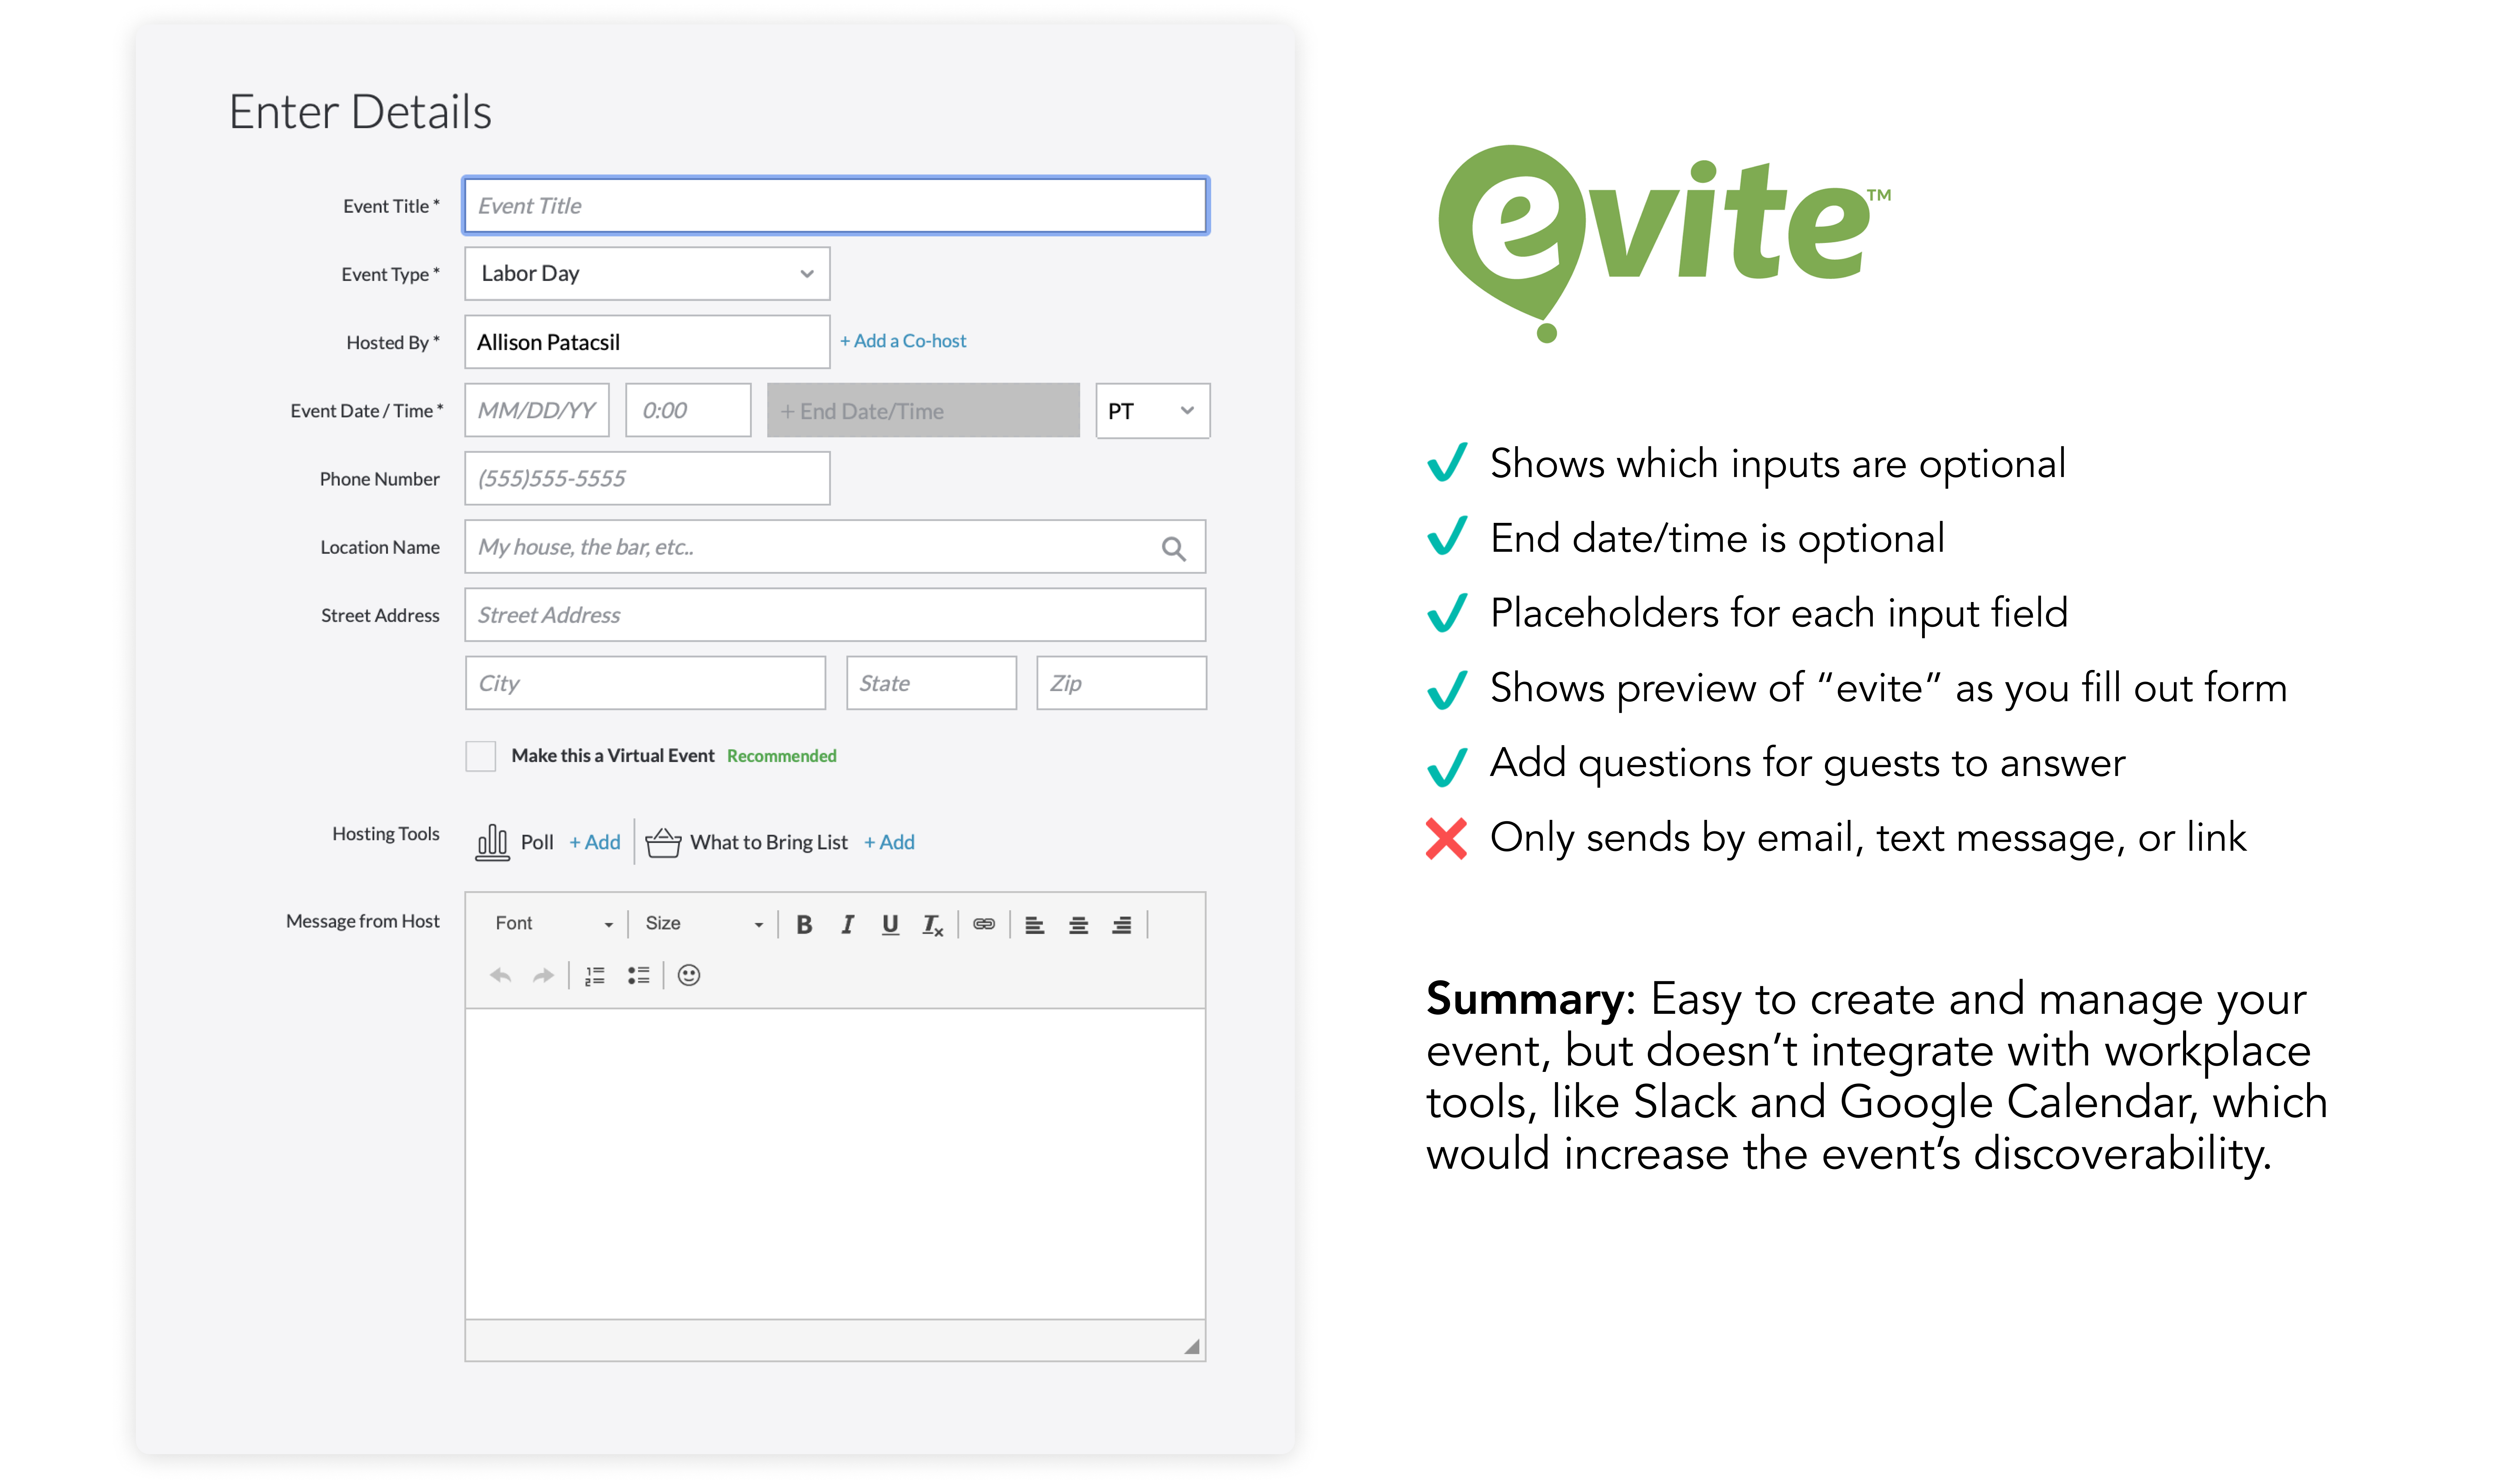 Enter Details
Event Title *
Event Title
Event Type *
Labor Day
Hosted By *
Allison Patacsil
+ Add a Co-host
Event Date / Time *
MM/DD/YY
0:00
+ End Date/Time
PT
Phone Number
(555)555-5555
Location Name
My house, the bar, etc..
Street Address
Street Address
City
State
Zip
Make this a Virtual Event Recommended
Hosting Tools
Poll + Add
What to Bring List + Add
Message from Host
Font
Size
B I U Tx
evite™
Shows which inputs are optional
End date/time is optional
Placeholders for each input field
Shows preview of “evite” as you fill out form
Add questions for guests to answer
Only sends by email, text message, or link
Summary: Easy to create and manage your
event, but doesn’t integrate with workplace
tools, like Slack and Google Calendar, which
would increase the event’s discoverability.